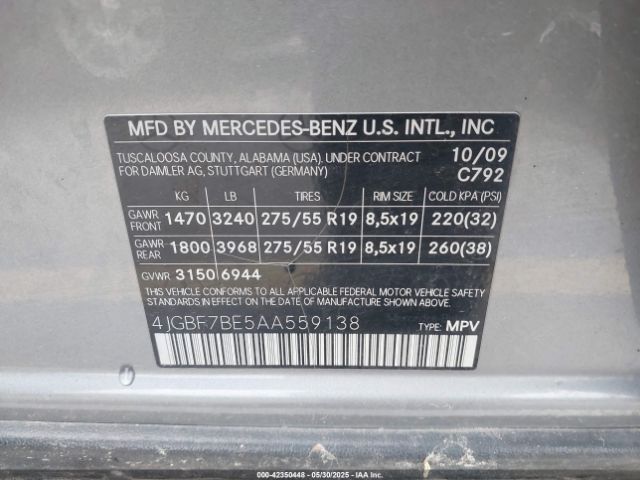 MFD BY MERCEDES-BENZ U.S. INTL., INC
TUSCALOOSA COUNTY, ALABAMA (USA). UNDER CONTRACT 10/09
FOR DAIMLER AG, STUTTGART (GERMANY) C792
KG LB TIRES RIM SIZE COLD KPA (PSI)
GAWR FRONT 1470 3240 275/55 R19 8,5x19 220(32)
GAWR REAR 1800 3968 275/55 R19 8,5x19 260(38)
GVWR 3150 6944
THIS VEHICLE CONFORMS TO ALL APPLICABLE FEDERAL MOTOR VEHICLE SAFETY
STANDARDS IN EFFECT ON THE DATE OF MANUFACTURE SHOWN ABOVE.
4JGBF7BE5AA559138 TYPE: MPV
000-42350448 - 05/30/2025 - IAAI.COM